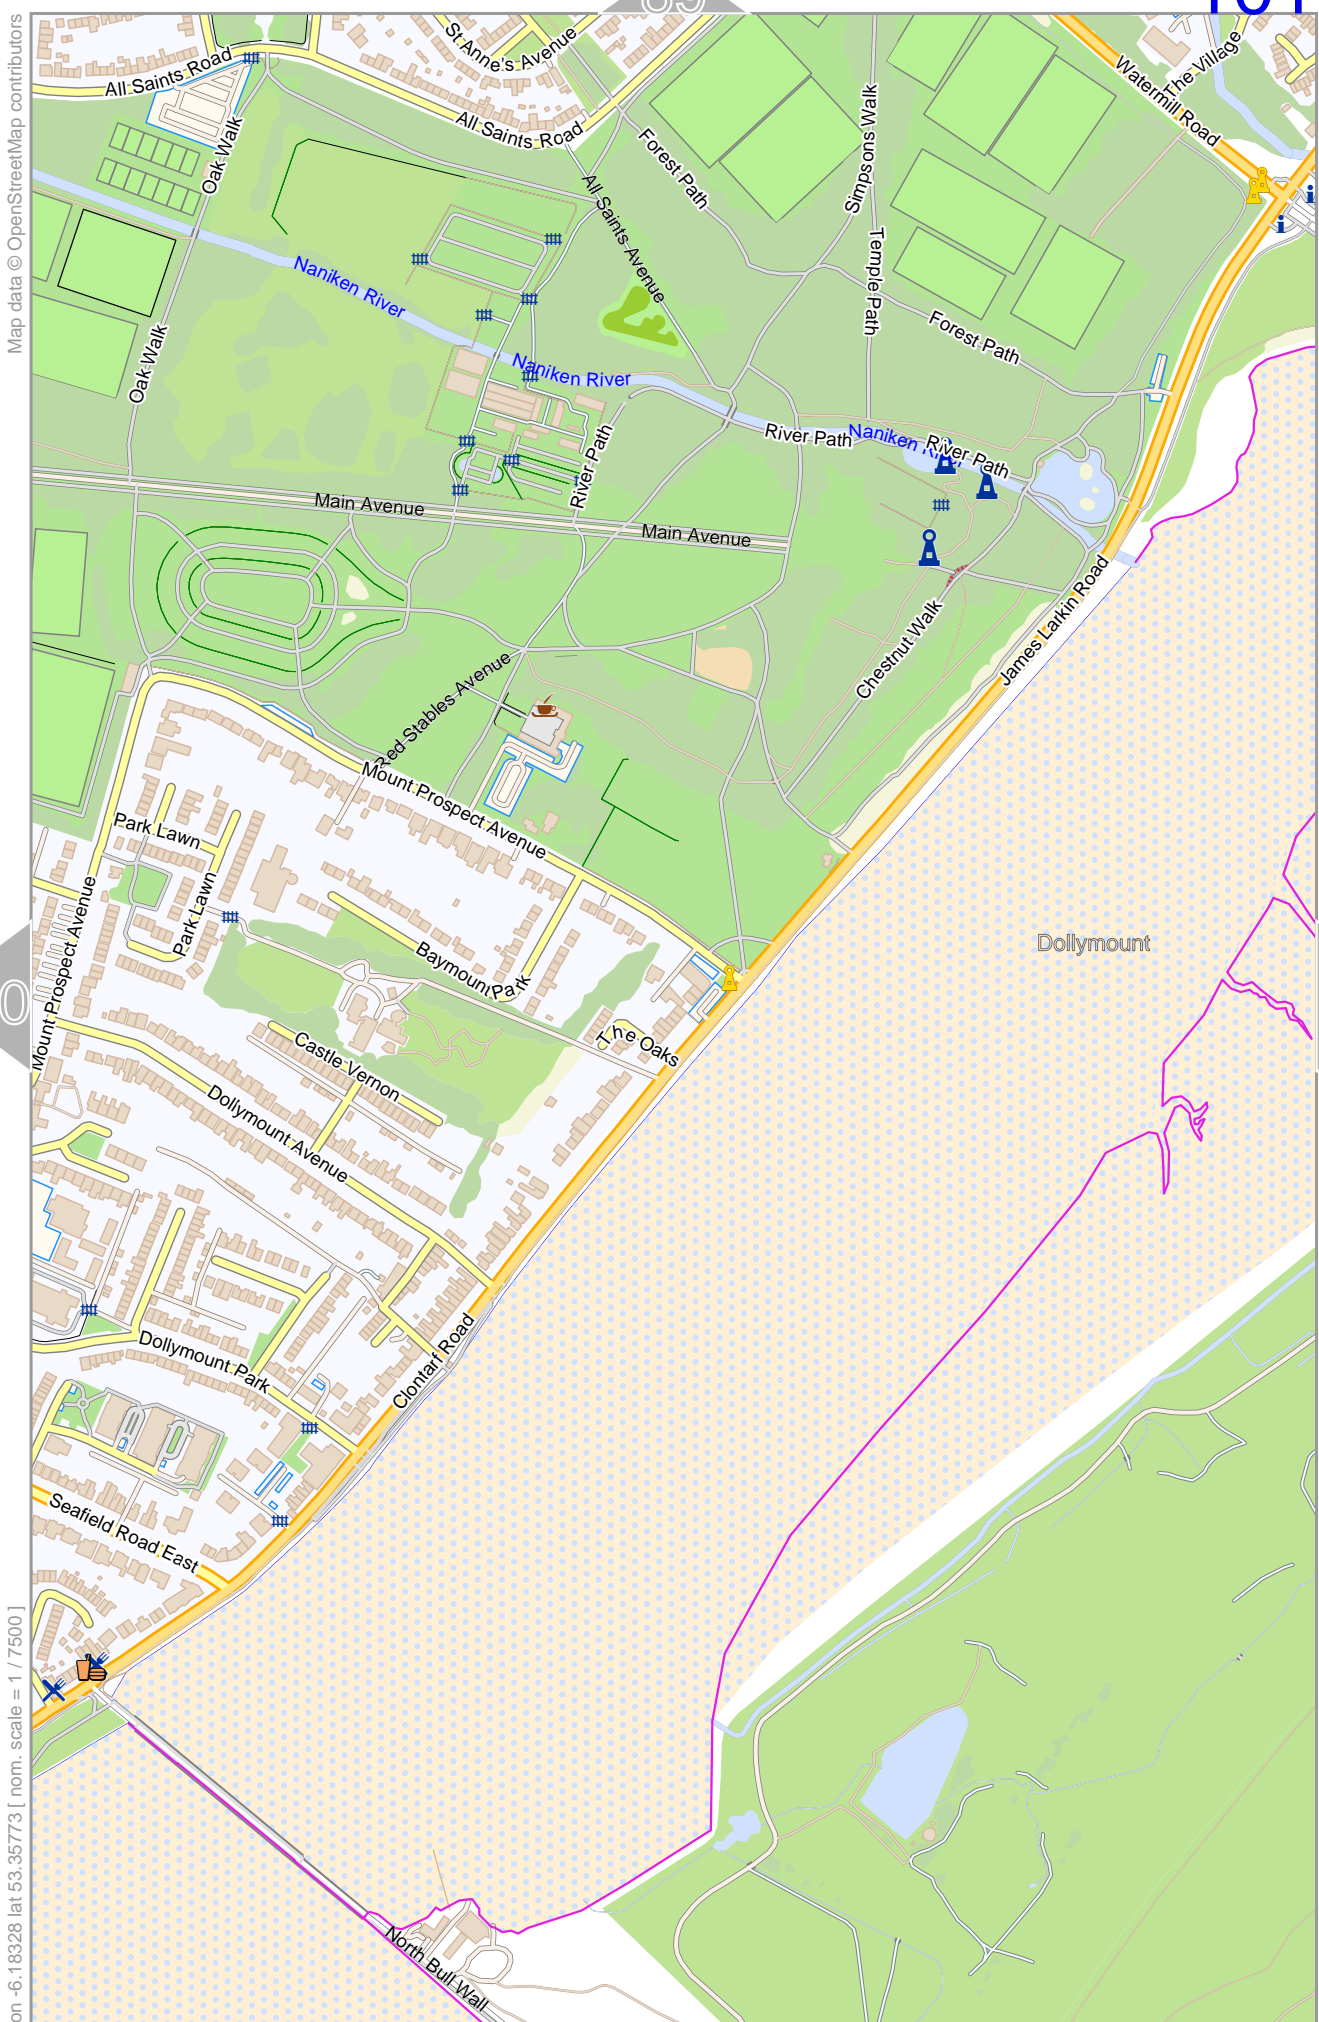 89
Map data © OpenStreetMap contributors
All Saints Road
St Anne's Avenue
All Saints Road
Watermill Road
The Village
Oak Walk
Forest Path
Simpsons Walk
All Saints Avenue
Naniken River
Temple Path
Forest Path
Oak Walk
Naniken River
River Path
River Path
Naniken River
River Path
Main Avenue
Main Avenue
James Larkin Road
Chestnut Walk
Red Stables Avenue
Mount Prospect Avenue
Park Lawn
Park Lawn
Mount Prospect Avenue
Baymount Park
Dollymount
The Oaks
Castle Vernon
Dollymount Avenue
Dollymount Park
Clontarf Road
Seafield Road East
North Bull Wall
on -6.18328 lat 53.35773 [ nom. scale = 1 / 7500 ]